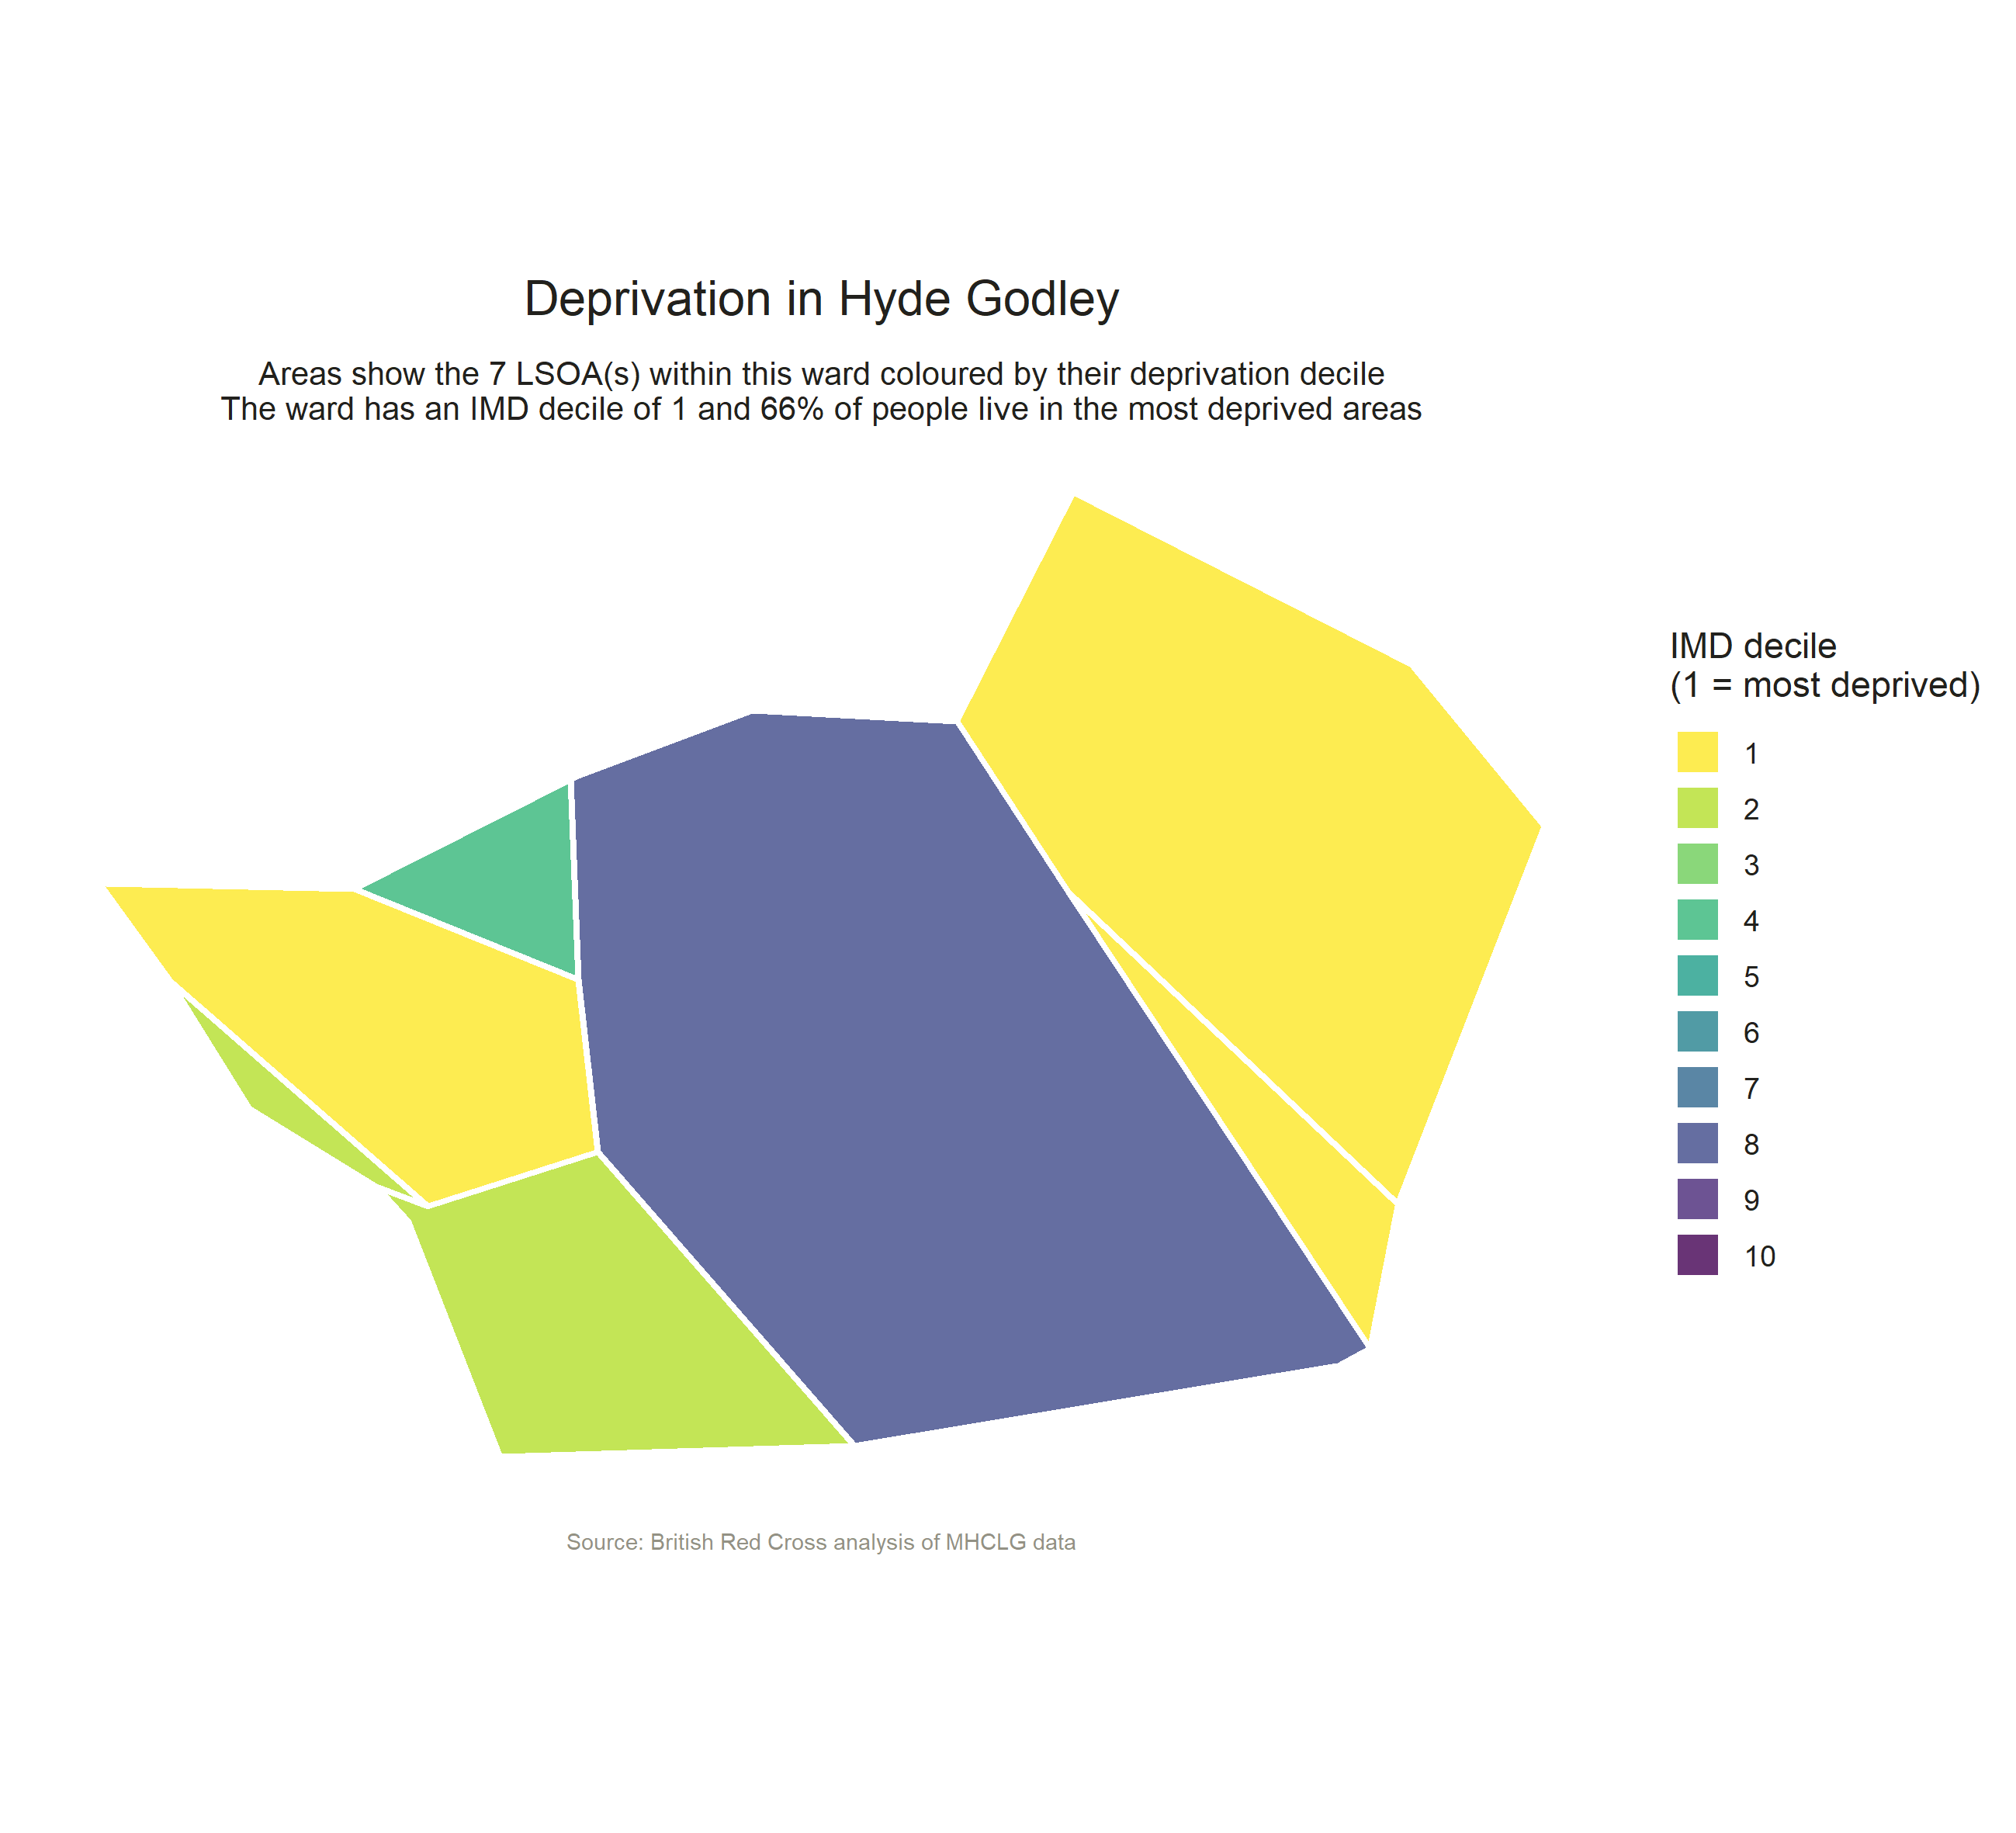 Deprivation in Hyde Godley
Areas show the 7 LSOA(s) within this ward coloured by their deprivation decile
The ward has an IMD decile of 1 and 66% of people live in the most deprived areas
IMD decile
(1 = most deprived)
1
2
3
4
5
6
7
8
9
10
Source: British Red Cross analysis of MHCLG data